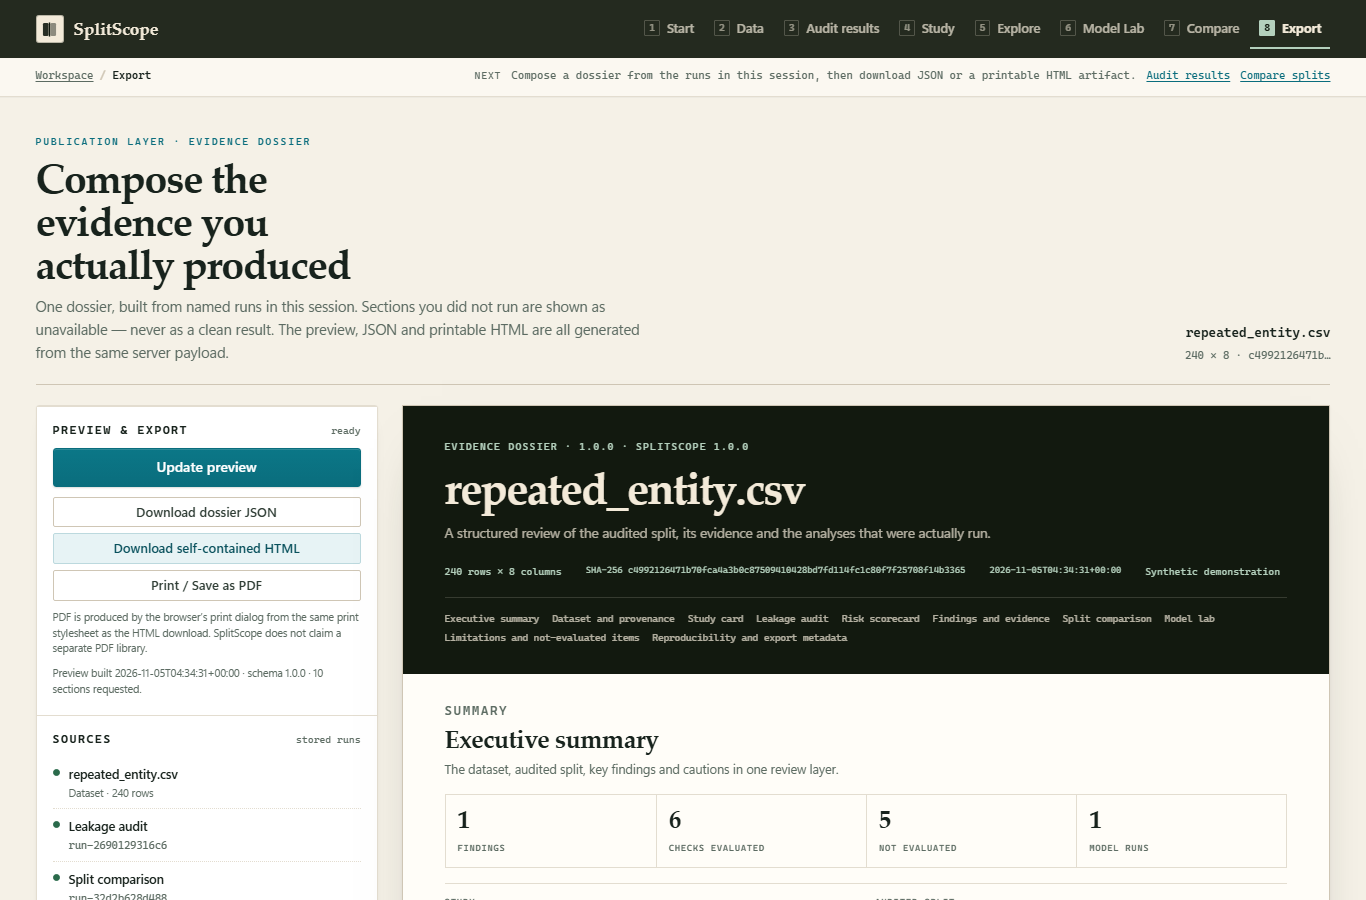 SplitScope
1 Start
2 Data
3 Audit results
4 Study
5 Explore
6 Model Lab
7 Compare
8 Export
Workspace / Export
NEXT Compose a dossier from the runs in this session, then download JSON or a printable HTML artifact. Audit results Compare splits
PUBLICATION LAYER · EVIDENCE DOSSIER
Compose the
evidence you
actually produced
One dossier, built from named runs in this session. Sections you did not run are shown as
unavailable — never as a clean result. The preview, JSON and printable HTML are all generated
from the same server payload.
repeated_entity.csv
240 × 8 · c4992126471b…
PREVIEW & EXPORT
ready
Update preview
Download dossier JSON
Download self-contained HTML
Print / Save as PDF
PDF is produced by the browser's print dialog from the same print
stylesheet as the HTML download. SplitScope does not claim a
separate PDF library.
Preview built 2026-11-05T04:34:31+00:00 · schema 1.0.0 · 10
sections requested.
SOURCES
stored runs
repeated_entity.csv
Dataset · 240 rows
Leakage audit
run-2690129316c6
Split comparison
run-32d2b628d488
EVIDENCE DOSSIER · 1.0.0 · SPLITSCOPE 1.0.0
repeated_entity.csv
A structured review of the audited split, its evidence and the analyses that were actually run.
240 rows × 8 columns
SHA-256 c4992126471b70fca4a3b0c87509410428bd7fd114fc1c80f7f25708f14b3365
2026-11-05T04:34:31+00:00
Synthetic demonstration
Executive summary Dataset and provenance Study card Leakage audit Risk scorecard Findings and evidence Split comparison Model lab
Limitations and not-evaluated items Reproducibility and export metadata
SUMMARY
Executive summary
The dataset, audited split, key findings and cautions in one review layer.
1
FINDINGS
6
CHECKS EVALUATED
5
NOT EVALUATED
1
MODEL RUNS